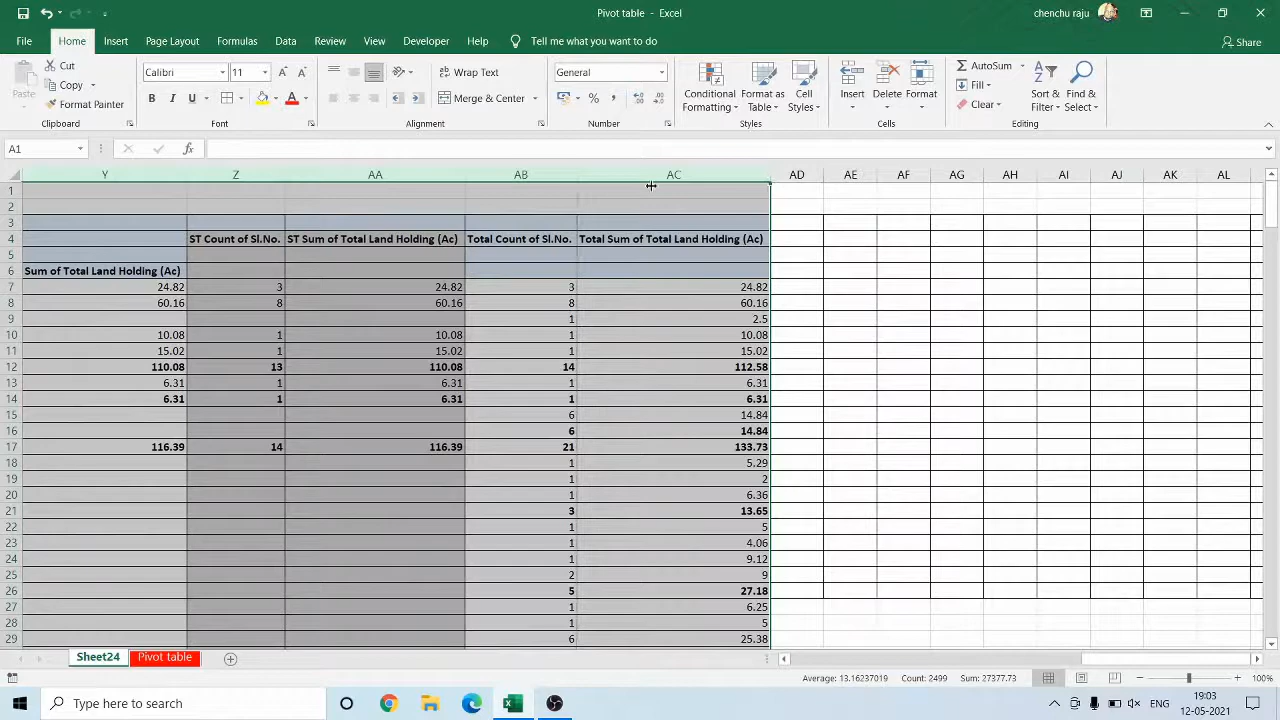 Pivot table - Excel
chenchu raju
File Home Insert Page Layout Formulas Data Review View Developer Help Tell me what you want to do Share
Cut
Copy
Format Painter
Paste
Clipboard
Calibri 11
B I U
Font
Wrap Text
Merge & Center
Alignment
General
Number
Conditional Formatting
Format as Table
Cell Styles
Styles
Insert
Delete
Format
Cells
AutoSum
Fill
Clear
Sort & Filter
Find & Select
Editing
A1 fx
Y Z AA AB AC AD AE AF AG AH AI AJ AK AL
1
2
3
4 ST Count of Sl.No. ST Sum of Total Land Holding (Ac) Total Count of Sl.No. Total Sum of Total Land Holding (Ac)
5
6 Sum of Total Land Holding (Ac)
7 24.82 3 24.82 3 24.82
8 60.16 8 60.16 8 60.16
9 1 2.5
10 10.08 1 10.08 1 10.08
11 15.02 1 15.02 1 15.02
12 110.08 13 110.08 14 112.58
13 6.31 1 6.31 1 6.31
14 6.31 1 6.31 1 6.31
15 6 14.84
16 6 14.84
17 116.39 14 116.39 21 133.73
18 1 5.29
19 1 2
20 1 6.36
21 3 13.65
22 1 5
23 1 4.06
24 1 9.12
25 2 9
26 5 27.18
27 1 6.25
28 1 5
29 6 25.38
Sheet24 Pivot table
Average: 13.16237019 Count: 2499 Sum: 27377.73 100%
Type here to search
ENG
19:03
12-05-2021